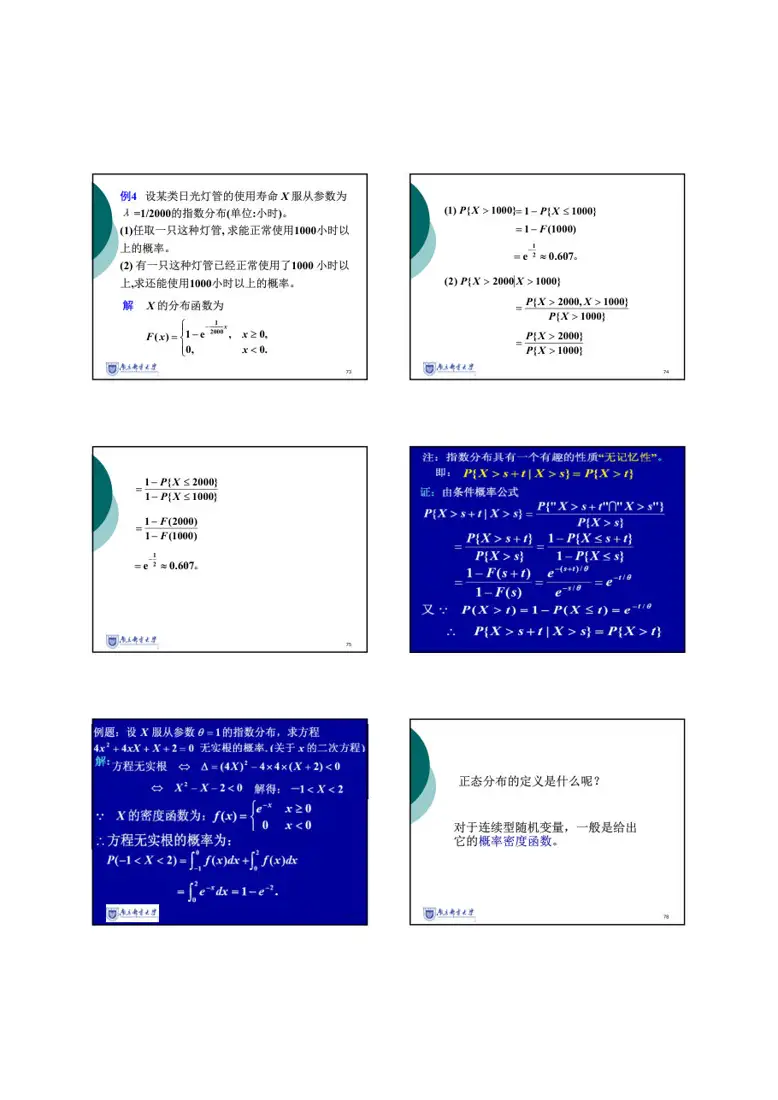 例4 设某类日光灯管的使用寿命 X 服从参数为
λ =1/2000的指数分布(单位:小时)。
(1)任取一只这种灯管, 求能正常使用1000小时以
上的概率。
(2) 有一只这种灯管已经正常使用了1000 小时以
上,求还能使用1000小时以上的概率。
解 X 的分布函数为
F(x) = { 1 − e^{−(1/2000)x}, x ≥ 0,
0, x < 0.
73
(1) P{X > 1000} = 1 − P{X ≤ 1000}
= 1 − F(1000)
= e^{−1/2} ≈ 0.607。
(2) P{X > 2000|X > 1000}
= P{X > 2000, X > 1000} / P{X > 1000}
= P{X > 2000} / P{X > 1000}
74
= 1 − P{X ≤ 2000} / 1 − P{X ≤ 1000}
= 1 − F(2000) / 1 − F(1000)
= e^{−1/2} ≈ 0.607。
75
注：指数分布具有一个有趣的性质“无记忆性”。
即： P{X > s + t | X > s} = P{X > t}
证：由条件概率公式
P{X > s + t | X > s} = P{" X > s + t"∩" X > s"} / P{X > s}
= P{X > s + t} / P{X > s} = 1 − P{X ≤ s + t} / 1 − P{X ≤ s}
= 1 − F(s + t) / 1 − F(s) = e^{−(s+t)/θ} / e^{−s/θ} = e^{−t/θ}
又 ∵ P(X > t) = 1 − P(X ≤ t) = e^{−t/θ}
∴ P{X > s + t | X > s} = P{X > t}
例题：设 X 服从参数 θ = 1 的指数分布，求方程
4x² + 4xX + X + 2 = 0 无实根的概率. (关于 x 的二次方程)
解：方程无实根 ⇔ Δ = (4X)² − 4×4×(X + 2) < 0
⇔ X² − X − 2 < 0 解得： −1 < X < 2
∵ X 的密度函数为： f(x) = { e^{−x} x ≥ 0
0 x < 0
∴ 方程无实根的概率为：
P(−1 < X < 2) = ∫_{−1}^{0} f(x)dx + ∫_{0}^{2} f(x)dx
= ∫_{0}^{2} e^{−x} dx = 1 − e^{−2}.
正态分布的定义是什么呢？
对于连续型随机变量，一般是给出
它的概率密度函数。
78